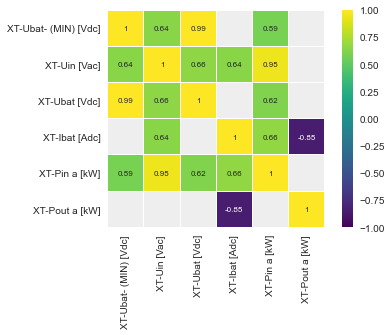 XT-Ubat- (MIN) [Vdc] 1 0.64 0.99 0.59
XT-Uin [Vac] 0.64 1 0.66 0.64 0.95
XT-Ubat [Vdc] 0.99 0.66 1 0.62
XT-Ibat [Adc] 0.64 1 0.66 -0.85
XT-Pin a [kW] 0.59 0.95 0.62 0.66 1
XT-Pout a [kW] -0.85 1
XT-Ubat- (MIN) [Vdc]
XT-Uin [Vac]
XT-Ubat [Vdc]
XT-Ibat [Adc]
XT-Pin a [kW]
XT-Pout a [kW]
1.00
0.75
0.50
0.25
0.00
−0.25
−0.50
−0.75
−1.00